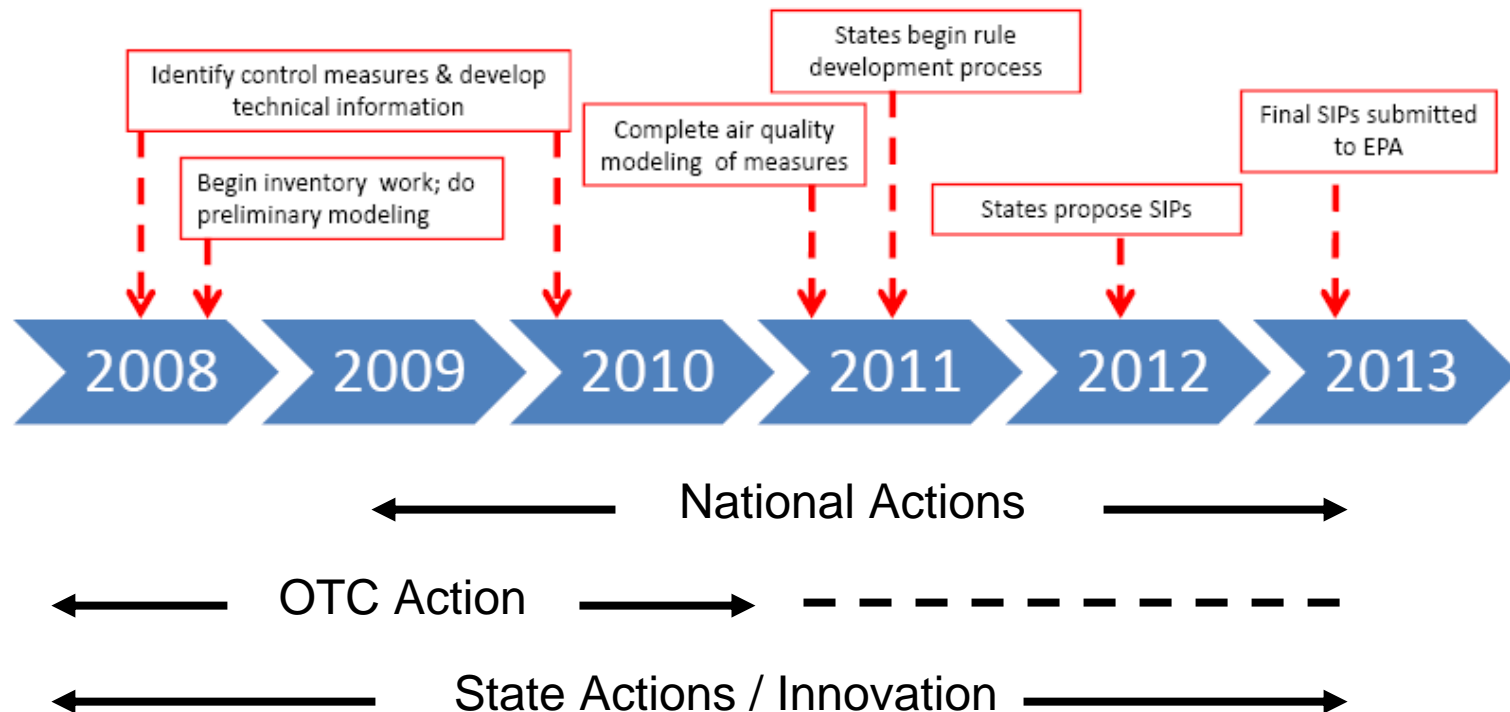 States begin rule
development process
Identify control measures & develop
technical information
Final SIPs submitted
to EPA
Complete air quality
modeling of measures
Begin inventory work; do
preliminary modeling
States propose SIPs
2008
2009
2010
2011
2012
2013
National Actions
OTC Action
State Actions / Innovation